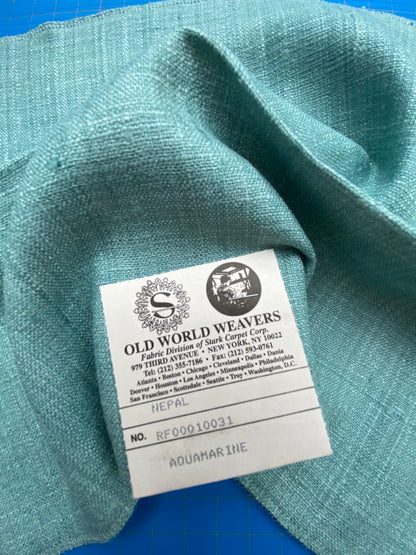 S
OLD WORLD WEAVERS
Fabric Division of Stark Carpet Corp.
979 THIRD AVENUE • NEW YORK, NY 10022
Tel: (212) 355-7186 • Fax: (212) 593-0761
Atlanta • Boston • Chicago • Cleveland • Dallas • Dania
Denver • Houston • Los Angeles • Minneapolis • Philadelphia
San Francisco • Scottsdale • Seattle • Troy • Washington, D.C.
NEPAL
NO. RF00010031
AQUAMARINE